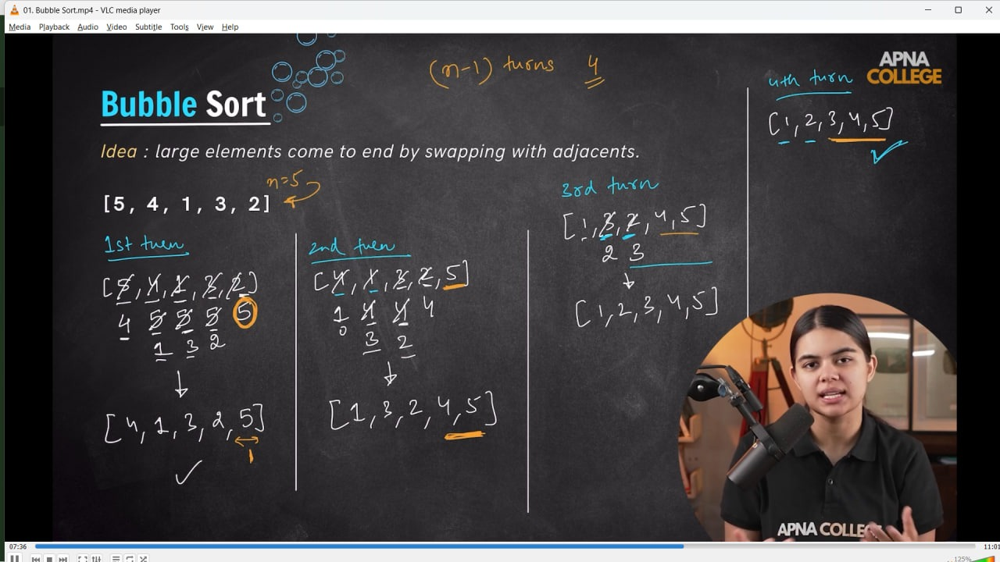 01. Bubble Sort.mp4 - VLC media player
Media Playback Audio Video Subtitle Tools View Help
(n-1) turns 4
APNA
COLLEGE
Bubble Sort
Idea : large elements come to end by swapping with adjacents.
n=5
[5, 4, 1, 3, 2]
1st turn
[5, 4, 1, 3, 2]
4 5 5 5 5
1 3 2
[4, 1, 3, 2, 5]
1
2nd turn
[4, 1, 3, 2, 5]
1 4 4 4
0 3 2
[1, 3, 2, 4, 5]
3rd turn
[1, 3, 2, 4, 5]
2 3
[1, 2, 3, 4, 5]
4th turn
[1, 2, 3, 4, 5]
APNA COLLEG
07:36
11:01
125%